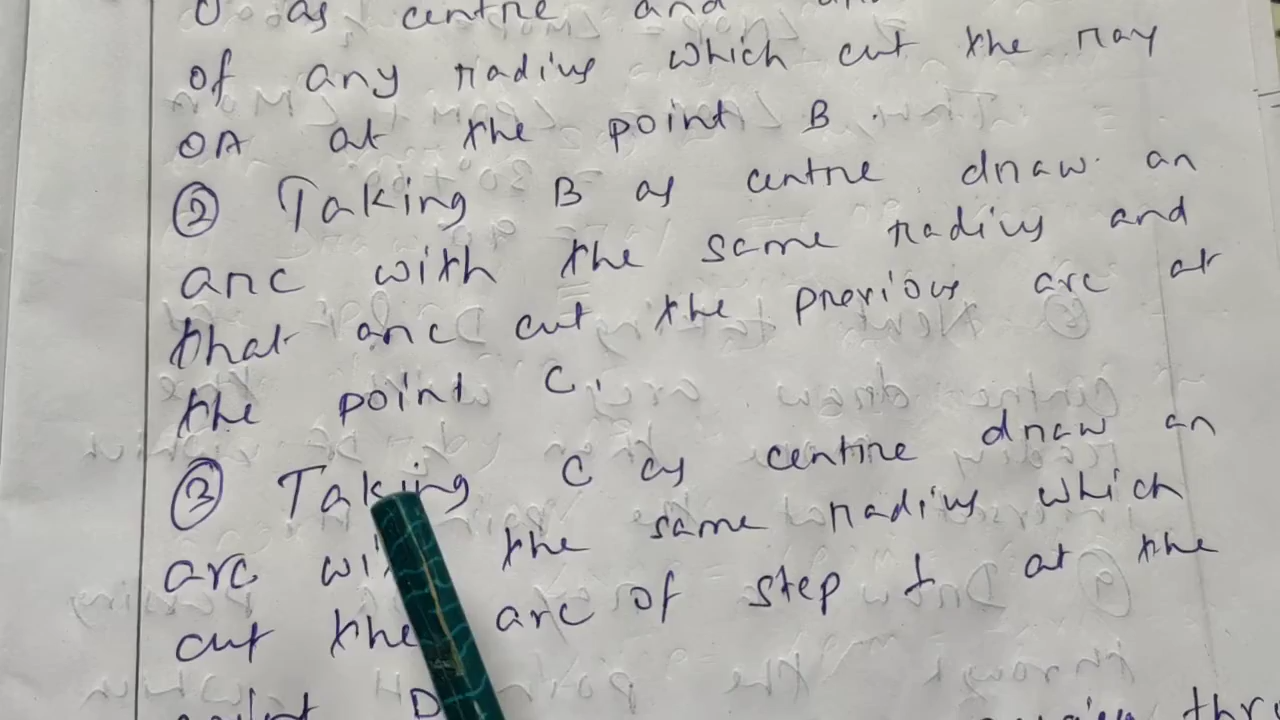 O as centre and
of any radius which cut the ray
OA at the point B.
② Taking B as centre draw an
arc with the same radius and
that arc cut the previous arc at
the point C.
③ Taking C as centre draw an
arc the same radius which
cut the arc of step 1 at the
point D